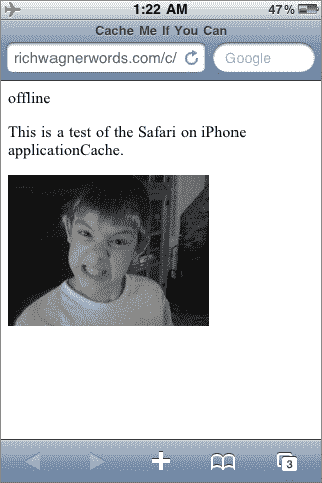 1:22 AM 47%
Cache Me If You Can
richwagnerwords.com/c/ Google
offline
This is a test of the Safari on iPhone
applicationCache.
3